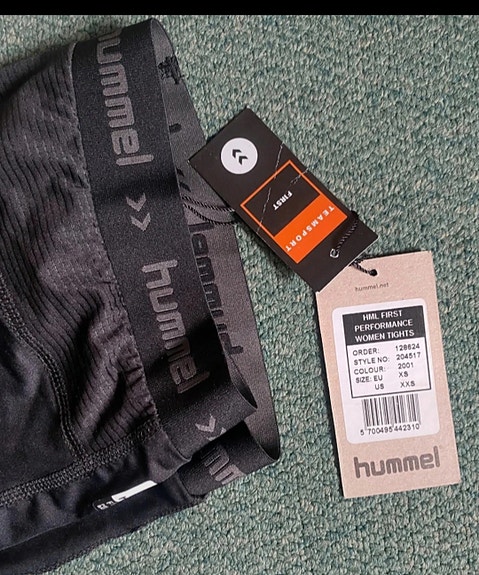 hummel
hummel
hummel
FIRST
TEAMSPORT
hummel.net
HML FIRST
PERFORMANCE
WOMEN TIGHTS
ORDER: 128624
STYLE NO: 204517
COLOUR: 2001
SIZE: EU XS
US XXS
5 700495 442310
hummel